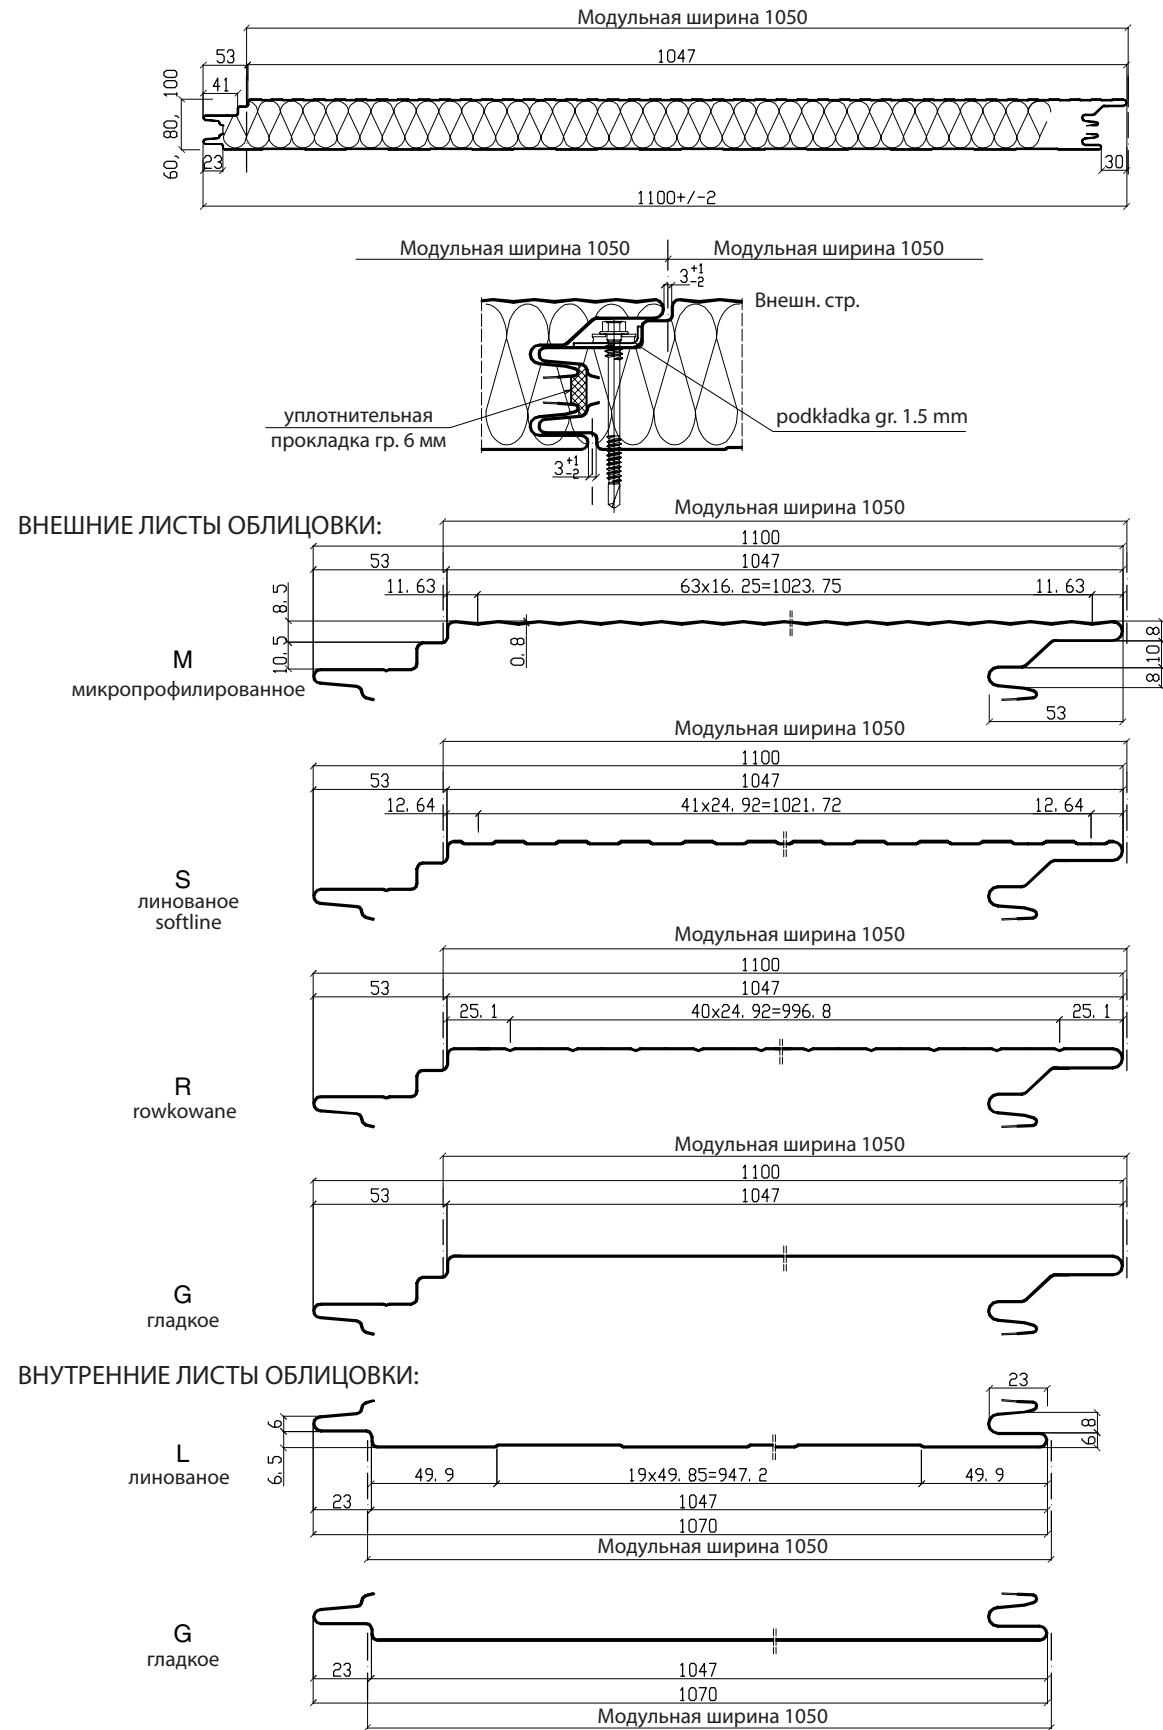 Модульная ширина 1050
53
1047
41
60, 80, 100
23
30
1100+/-2
Модульная ширина 1050
Модульная ширина 1050
3+1-2
Внешн. стр.
уплотнительная
прокладка гр. 6 мм
podkładka gr. 1.5 mm
3+1-2
ВНЕШНИЕ ЛИСТЫ ОБЛИЦОВКИ:
Модульная ширина 1050
1100
53
1047
11. 63
63x16. 25=1023. 75
11. 63
8. 5
10. 5
0. 8
8
10
8
53
M
микропрофилированное
Модульная ширина 1050
1100
53
1047
12. 64
41x24. 92=1021. 72
12. 64
S
линованое
softline
Модульная ширина 1050
1100
53
1047
25. 1
40x24. 92=996. 8
25. 1
R
rowkowane
Модульная ширина 1050
1100
53
1047
G
гладкое
ВНУТРЕННИЕ ЛИСТЫ ОБЛИЦОВКИ:
23
6
6. 5
8
6
L
линованое
49. 9
19x49. 85=947. 2
49. 9
23
1047
1070
Модульная ширина 1050
G
гладкое
23
1047
1070
Модульная ширина 1050